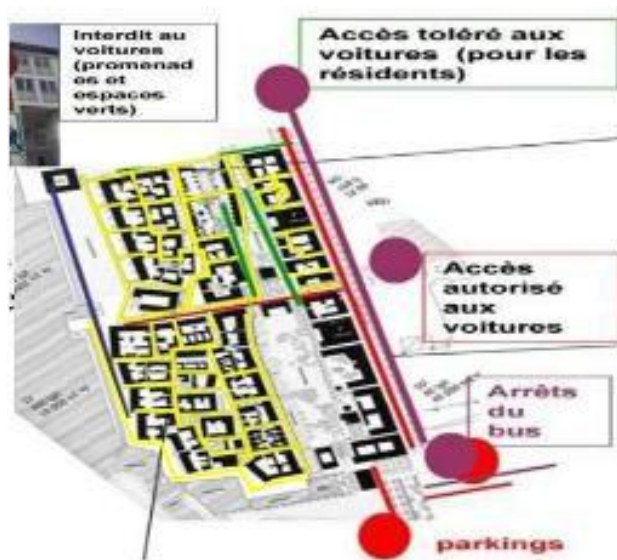 Interdit au
voitures
(promenad
es et
espaces
verts)
Accès toléré aux
voitures (pour les
résidents)
Accès
autorisé
aux
voitures
Arrêts
du
bus
parkings